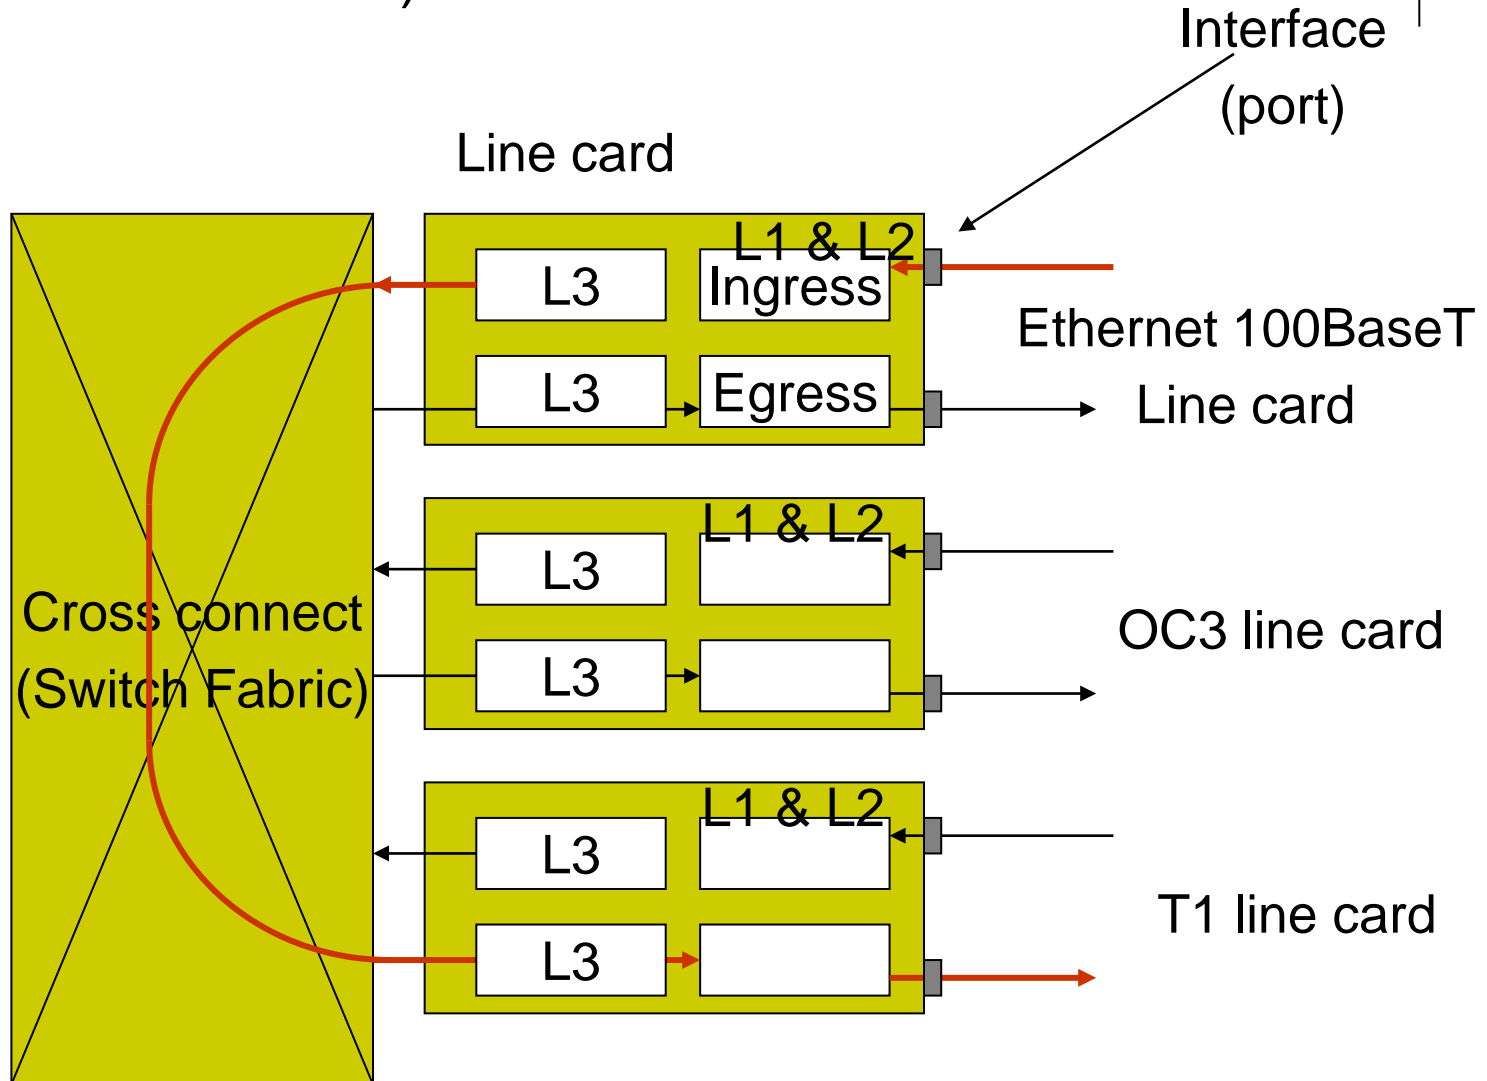 )
Interface
(port)
Line card
L1 & L2
L3
Ingress
Ethernet 100BaseT
L3
Egress
Line card
L1 & L2
L3
Cross connect
OC3 line card
(Switch Fabric)
L3
L1 & L2
L3
T1 line card
L3